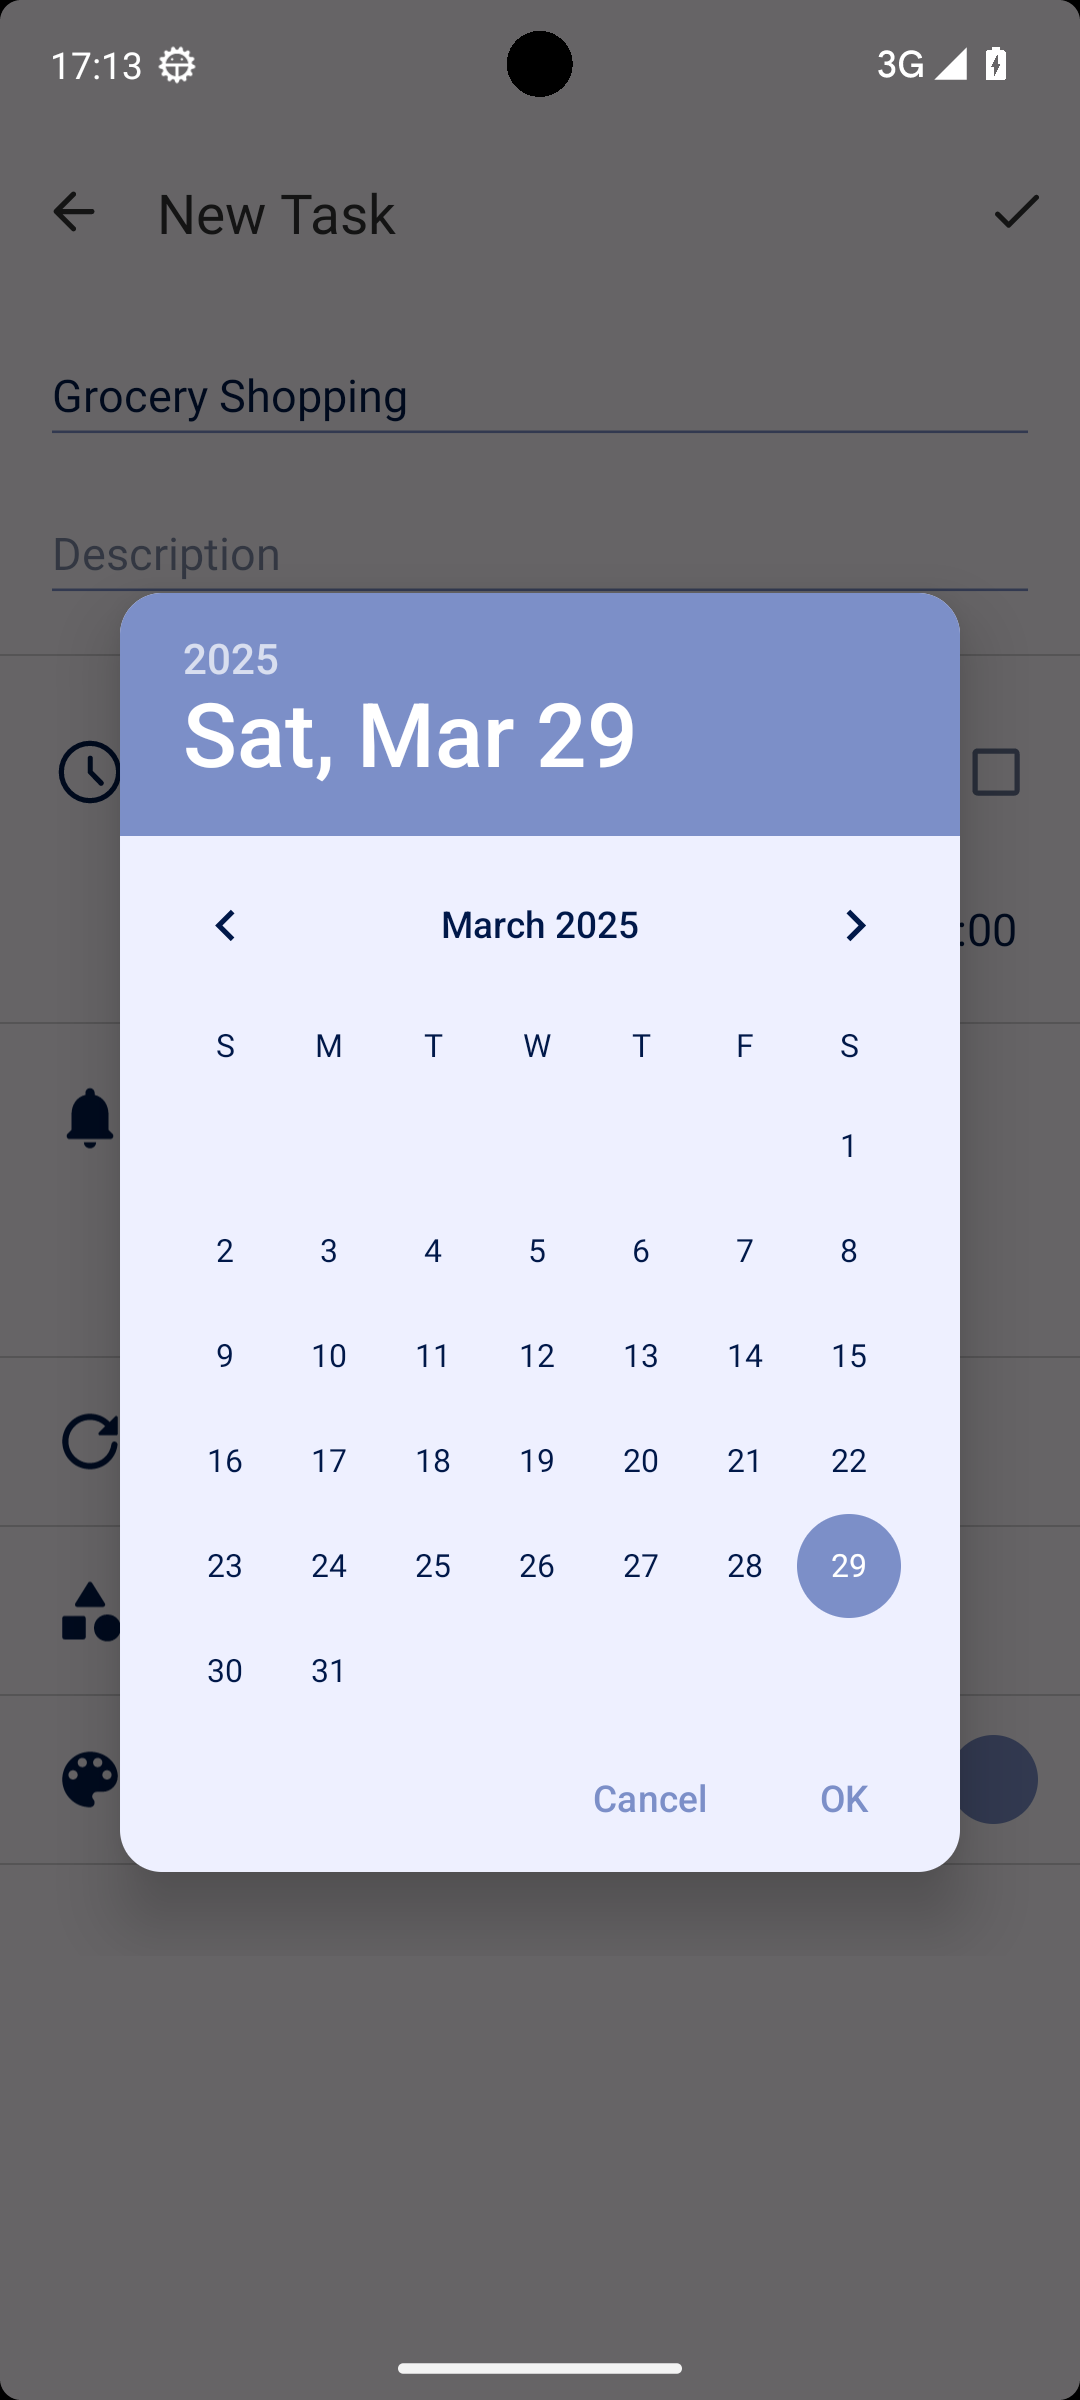 17:13
3G
New Task
Grocery Shopping
Description
2025
Sat, Mar 29
:00
March 2025
S M T W T F S
1
2 3 4 5 6 7 8
9 10 11 12 13 14 15
16 17 18 19 20 21 22
23 24 25 26 27 28 29
30 31
Cancel OK